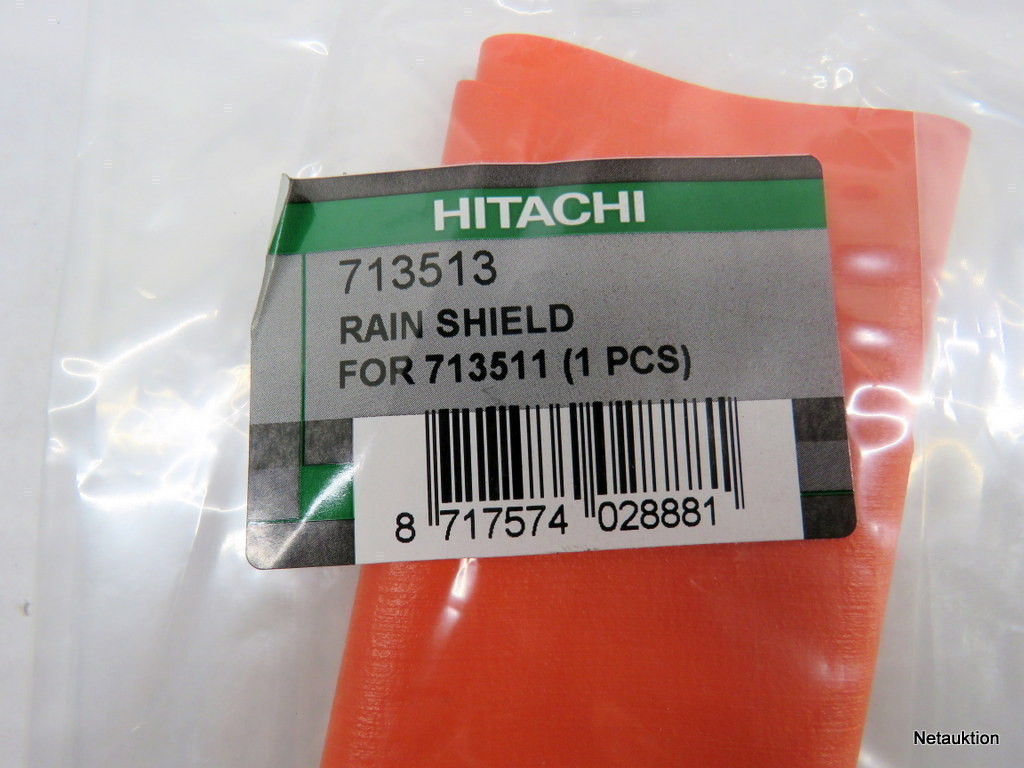 HITACHI
713513
RAIN SHIELD
FOR 713511 (1 PCS)
8 717574 028881
Netauktion